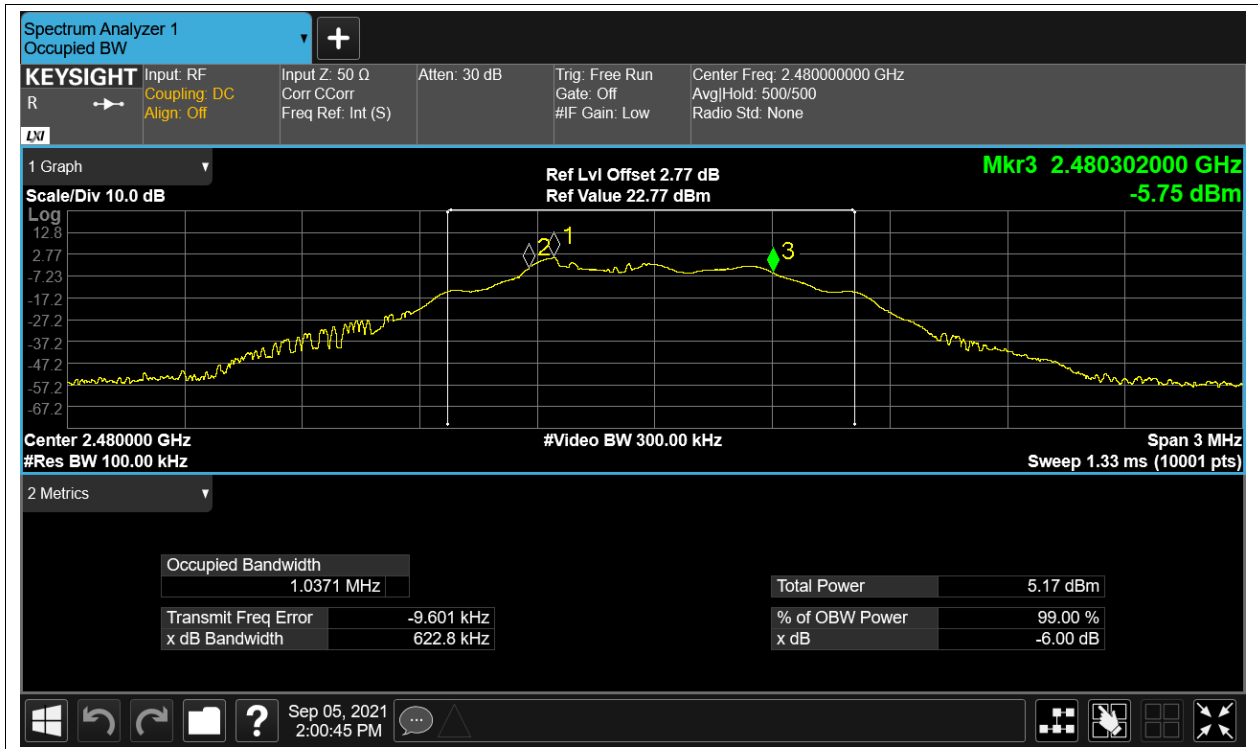 Spectrum Analyzer 1
Occupied BW
KEYSIGHT
R
LXI
Input: RF
Coupling: DC
Align: Off
Input Z: 50 Ω
Corr CCorr
Freq Ref: Int (S)
Atten: 30 dB
Trig: Free Run
Gate: Off
#IF Gain: Low
Center Freq: 2.480000000 GHz
Avg|Hold: 500/500
Radio Std: None
1 Graph
Scale/Div 10.0 dB
Ref Lvl Offset 2.77 dB
Ref Value 22.77 dBm
Mkr3 2.480302000 GHz
-5.75 dBm
Log
12.8
2.77
-7.23
-17.2
-27.2
-37.2
-47.2
-57.2
-67.2
2
1
3
Center 2.480000 GHz
#Res BW 100.00 kHz
#Video BW 300.00 kHz
Span 3 MHz
Sweep 1.33 ms (10001 pts)
2 Metrics
Occupied Bandwidth
1.0371 MHz
Transmit Freq Error -9.601 kHz
x dB Bandwidth 622.8 kHz
Total Power 5.17 dBm
% of OBW Power 99.00 %
x dB -6.00 dB
?
Sep 05, 2021
2:00:45 PM